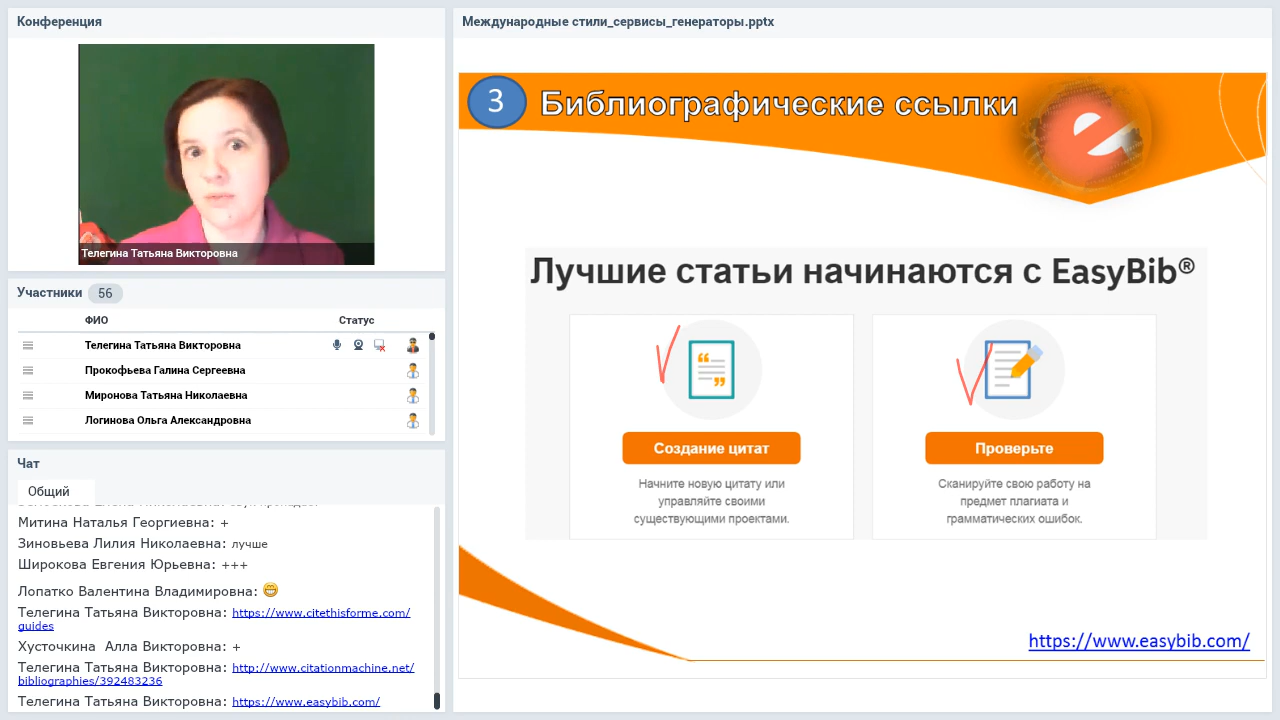 Конференция
Телегина Татьяна Викторовна
Участники 56
ФИО Статус
Телегина Татьяна Викторовна
Прокофьева Галина Сергеевна
Миронова Татьяна Николаевна
Логинова Ольга Александровна
Чат
Общий
Митина Наталья Георгиевна: +
Зиновьева Лилия Николаевна: лучше
Широкова Евгения Юрьевна: +++
Лопатко Валентина Владимировна:
Телегина Татьяна Викторовна: https://www.citethisforme.com/
guides
Хусточкина Алла Викторовна: +
Телегина Татьяна Викторовна: http://www.citationmachine.net/
bibliographies/392483236
Телегина Татьяна Викторовна: https://www.easybib.com/
Международные стили_сервисы_генераторы.pptx
3 Библиографические ссылки
Лучшие статьи начинаются с EasyBib®
Создание цитат
Начните новую цитату или
управляйте своими
существующими проектами.
Проверьте
Сканируйте свою работу на
предмет плагиата и
грамматических ошибок.
https://www.easybib.com/